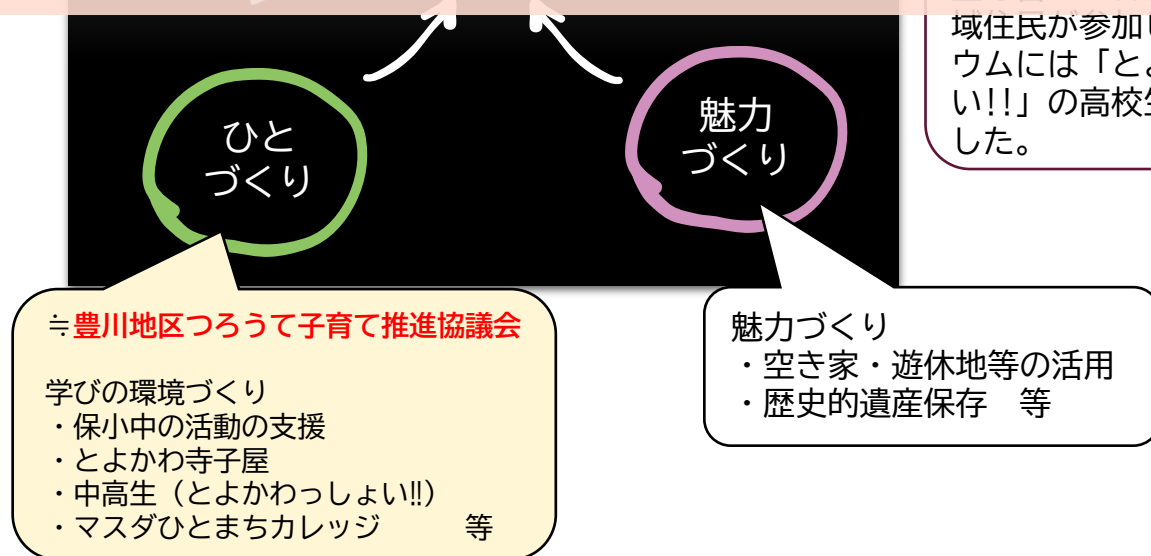 域住民が参加し
ウムには「とよ
い!!」の高校生
した。
ひと
づくり
魅力
づくり
≒豊川地区つろうて子育て推進協議会
学びの環境づくり
・保小中の活動の支援
・とよかわ寺子屋
・中高生（とよかわっしょい!!）
・マスダひとまちカレッジ　　　等
魅力づくり
・空き家・遊休地等の活用
・歴史的遺産保存　等